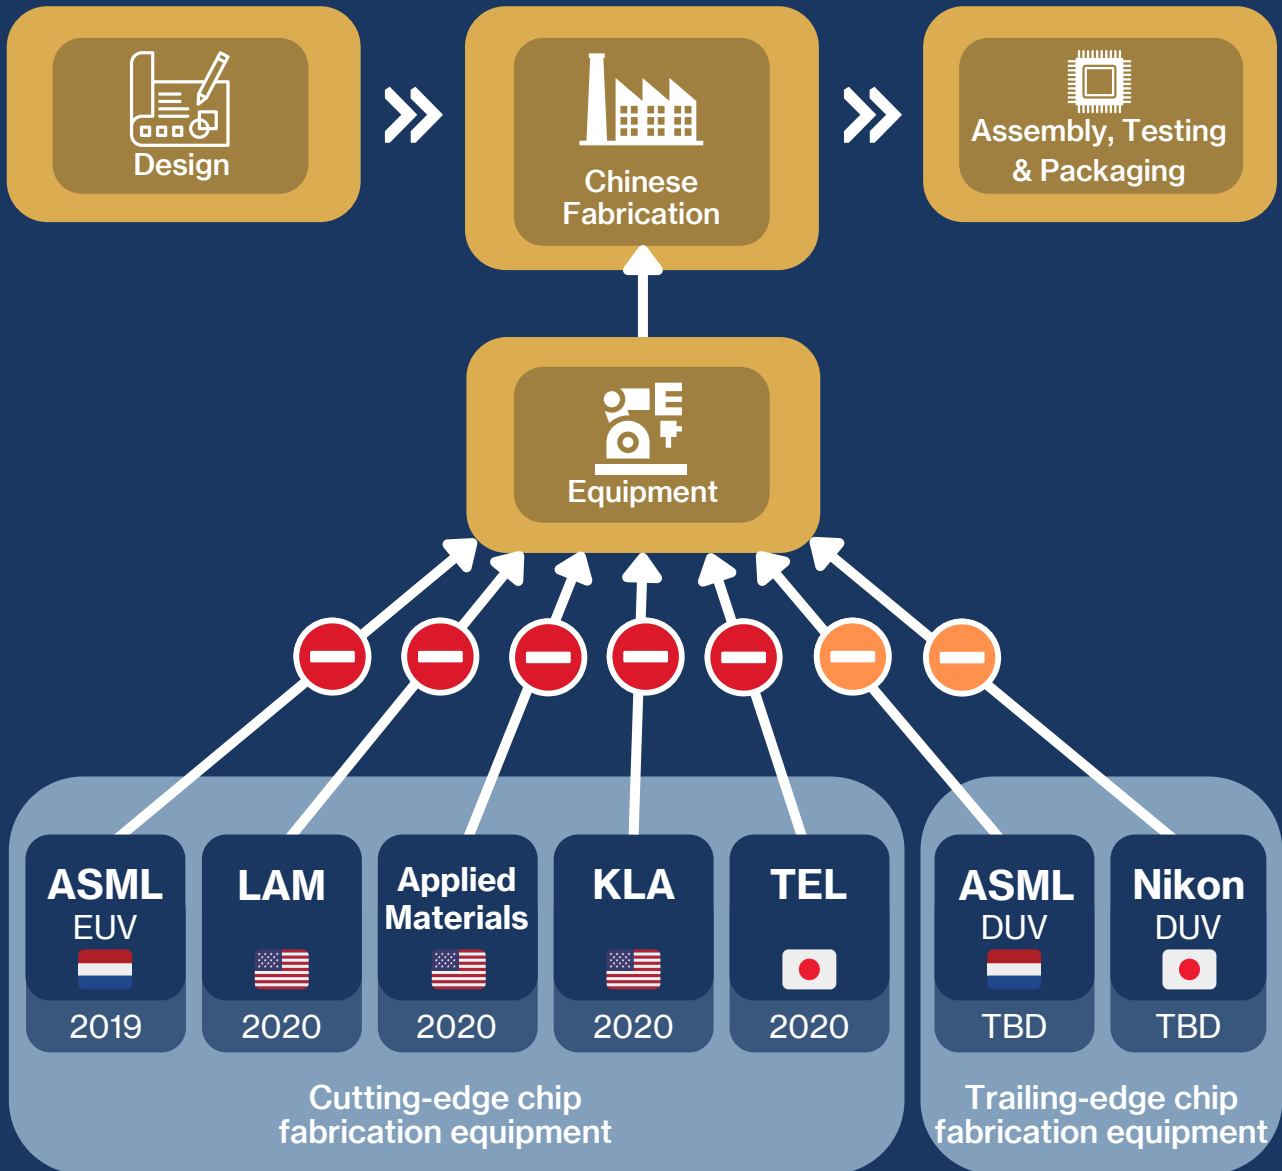 Design
Chinese
Fabrication
Assembly, Testing
& Packaging
Equipment
ASML
EUV
2019
LAM
2020
Applied
Materials
2020
KLA
2020
TEL
2020
Cutting-edge chip
fabrication equipment
ASML
DUV
TBD
Nikon
DUV
TBD
Trailing-edge chip
fabrication equipment